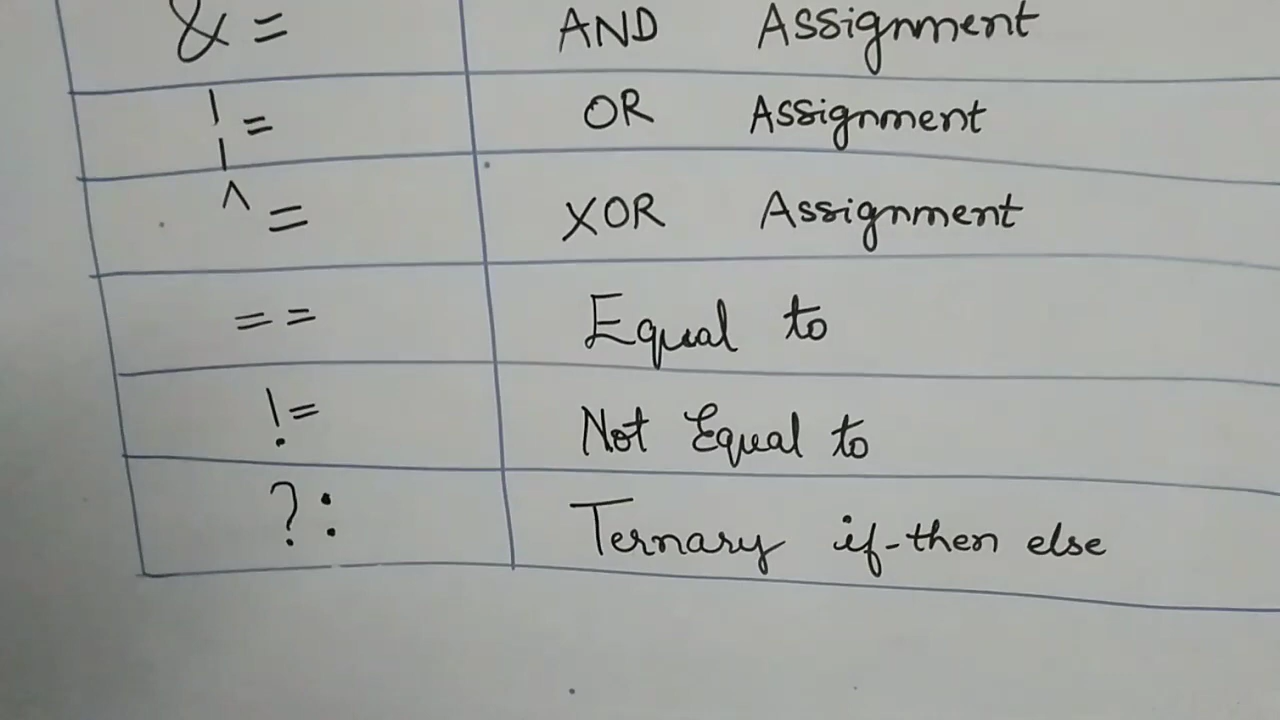 &= AND Assignment
¦= OR Assignment
^= XOR Assignment
== Equal to
!= Not Equal to
?: Ternary if-then else